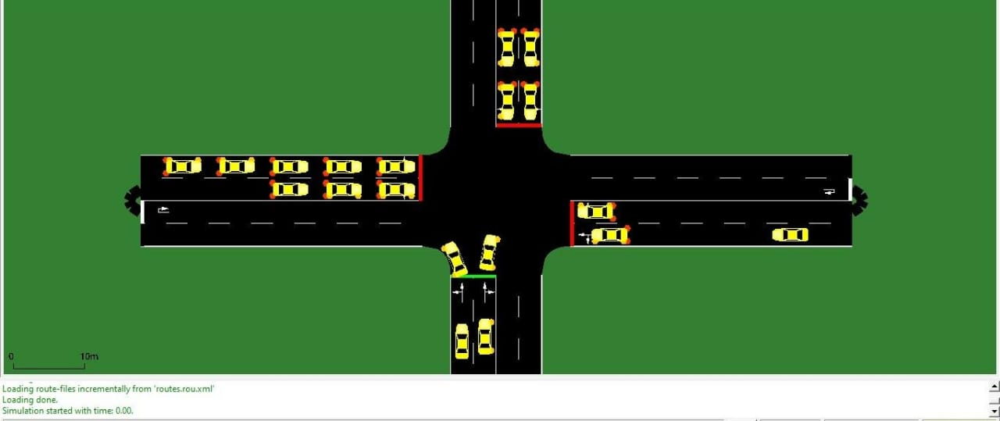 0 10m
Loading route-files incrementally from 'routes.rou.xml'
Loading done.
Simulation started with time: 0.00.